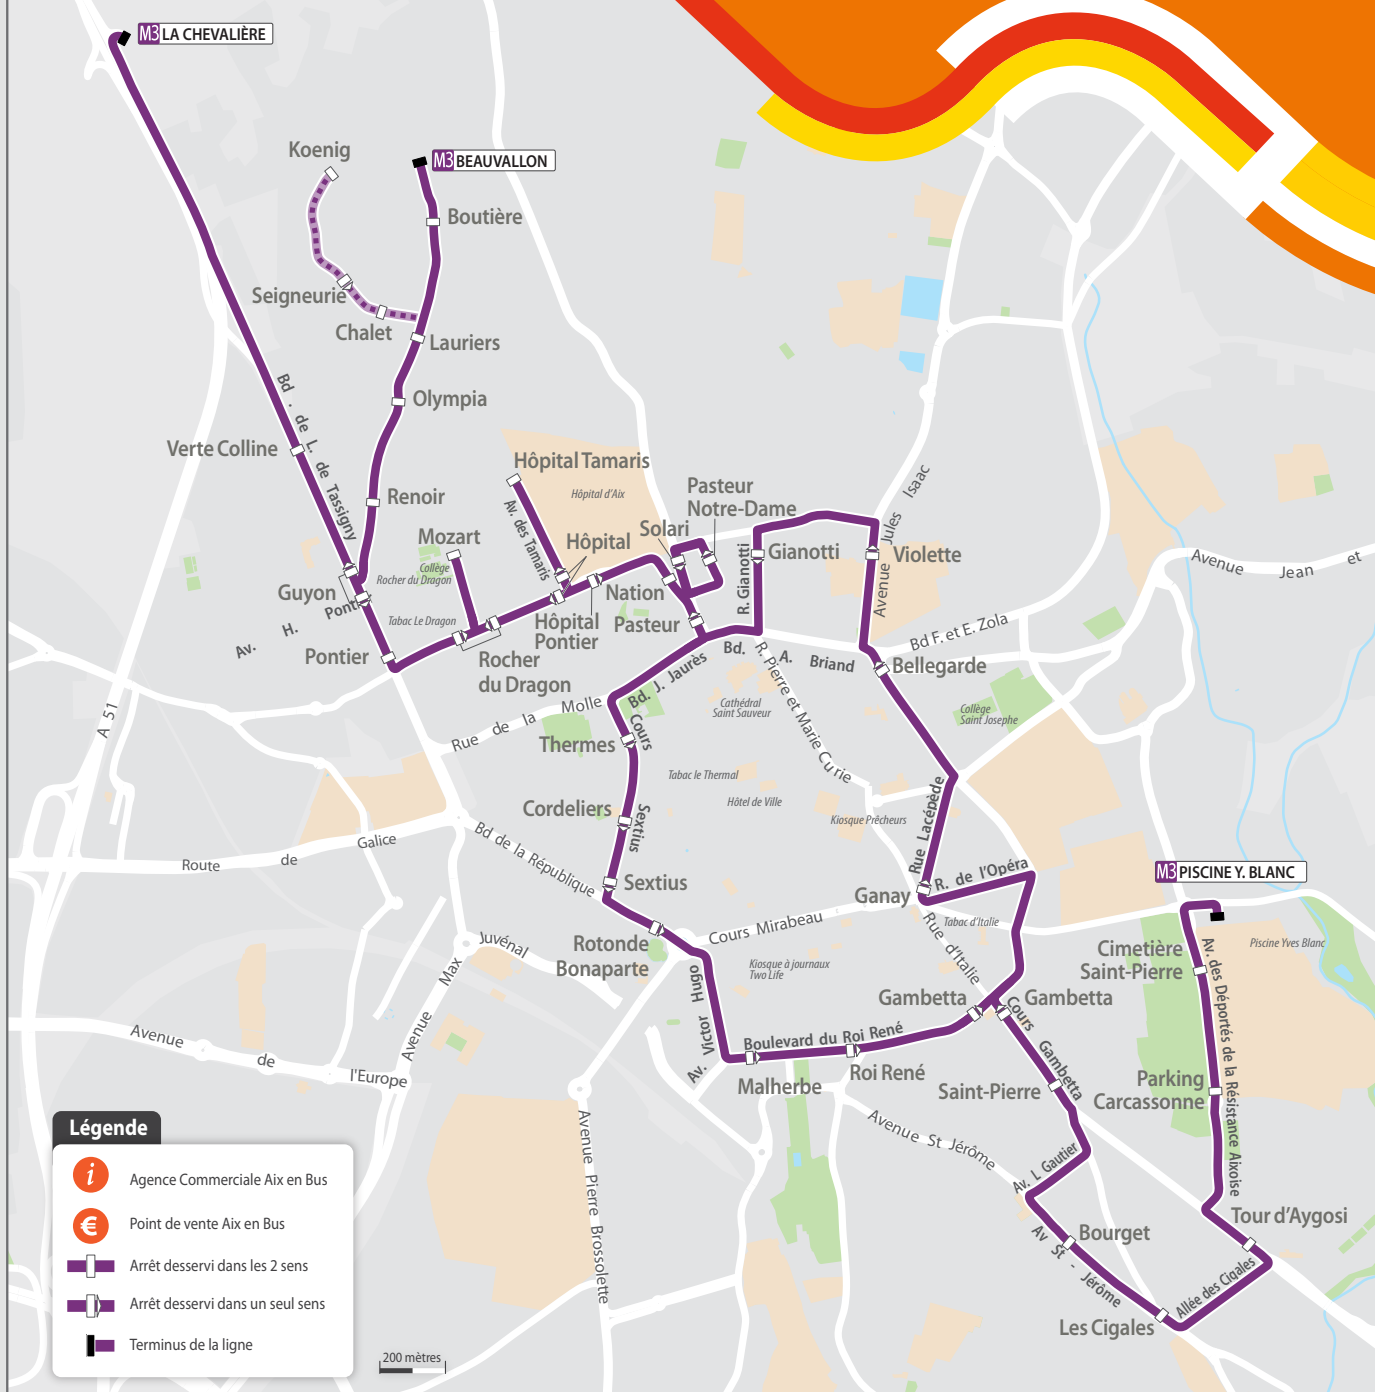 M3 LA CHEVALIÈRE
Koenig
M3 BEAUVALLON
Boutière
Seigneurie
Chalet
Lauriers
Bd . de L. de Tassigny
Olympia
Verte Colline
Renoir
Hôpital Tamaris
Hôpital d'Aix
Av. des Tamaris
Pasteur
Notre-Dame
Solari
Mozart
Hôpital
Collège
Rocher du Dragon
R. Gianotti
Gianotti
Avenue Jules Isaac
Violette
Avenue Jean et
Guyon
Av. H. Pont
Tabac Le Dragon
Nation
Hôpital
Pontier
Pasteur
Pontier
Rocher
du Dragon
Bd. A. Briand
Bd F. et E. Zola
Bellegarde
Bd. J. Jaurès
R. Pierre et Marie Curie
Cathédral
Saint Sauveur
Collège
Saint Josephe
A 51
Rue de la Molle
Thermes
Cours Sextius
Tabac le Thermal
Hôtel de Ville
Cordeliers
Kiosque Prêcheurs
Rue Lacépède
Route de Galice
Bd de la République
Sextius
Ganay
R. de l'Opéra
M3 PISCINE Y. BLANC
Tabac d'Italie
Rue d'Italie
Cours Mirabeau
Rotonde
Bonaparte
Juvénal
Avenue Max
Kiosque à journaux
Two Life
Cimetière
Saint-Pierre
Piscine Yves Blanc
Av. des Déportés de la Résistance Aixoise
Av. Victor Hugo
Gambetta
Gambetta
Cours Gambetta
Avenue de l'Europe
Boulevard du Roi René
Malherbe
Roi René
Saint-Pierre
Parking
Carcassonne
Avenue St Jérôme
Av. J. Gautier
Avenue Pierre Brossolette
Tour d'Aygosi
Bourget
Av St - Jérôme
Allée des Cigales
Les Cigales
Légende
i
Agence Commerciale Aix en Bus
€
Point de vente Aix en Bus
Arrêt desservi dans les 2 sens
Arrêt desservi dans un seul sens
Terminus de la ligne
200 mètres